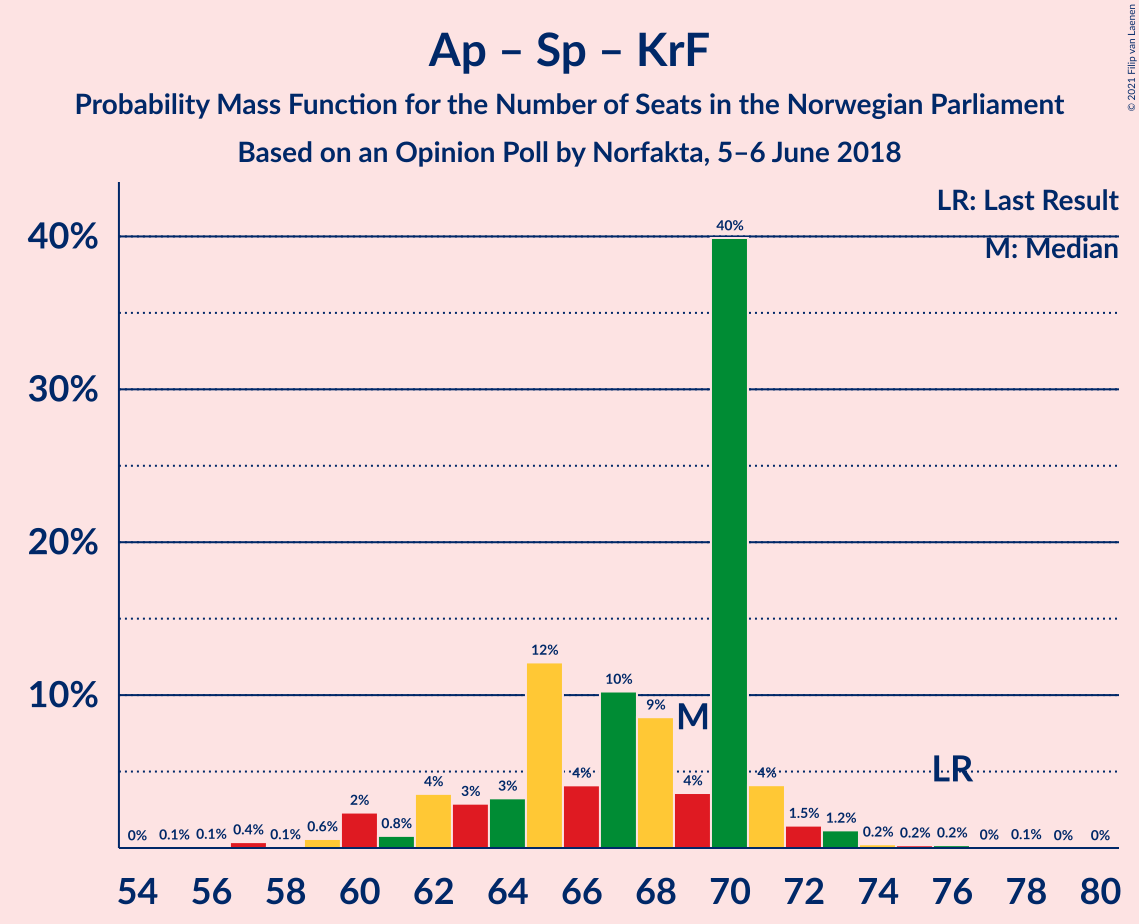 Ap – Sp – KrF
Probability Mass Function for the Number of Seats in the Norwegian Parliament
Based on an Opinion Poll by Norfakta, 5–6 June 2018
© 2021 Filip van Laenen
LR: Last Result
M: Median
40%
30%
20%
10%
0% 0.1% 0.1% 0.4% 0.1% 0.6% 2% 0.8% 4% 3% 3% 12% 4% 10% 9% 4% 40% 4% 1.5% 1.2% 0.2% 0.2% 0.2% 0% 0.1% 0% 0%
M
LR
54 56 58 60 62 64 66 68 70 72 74 76 78 80